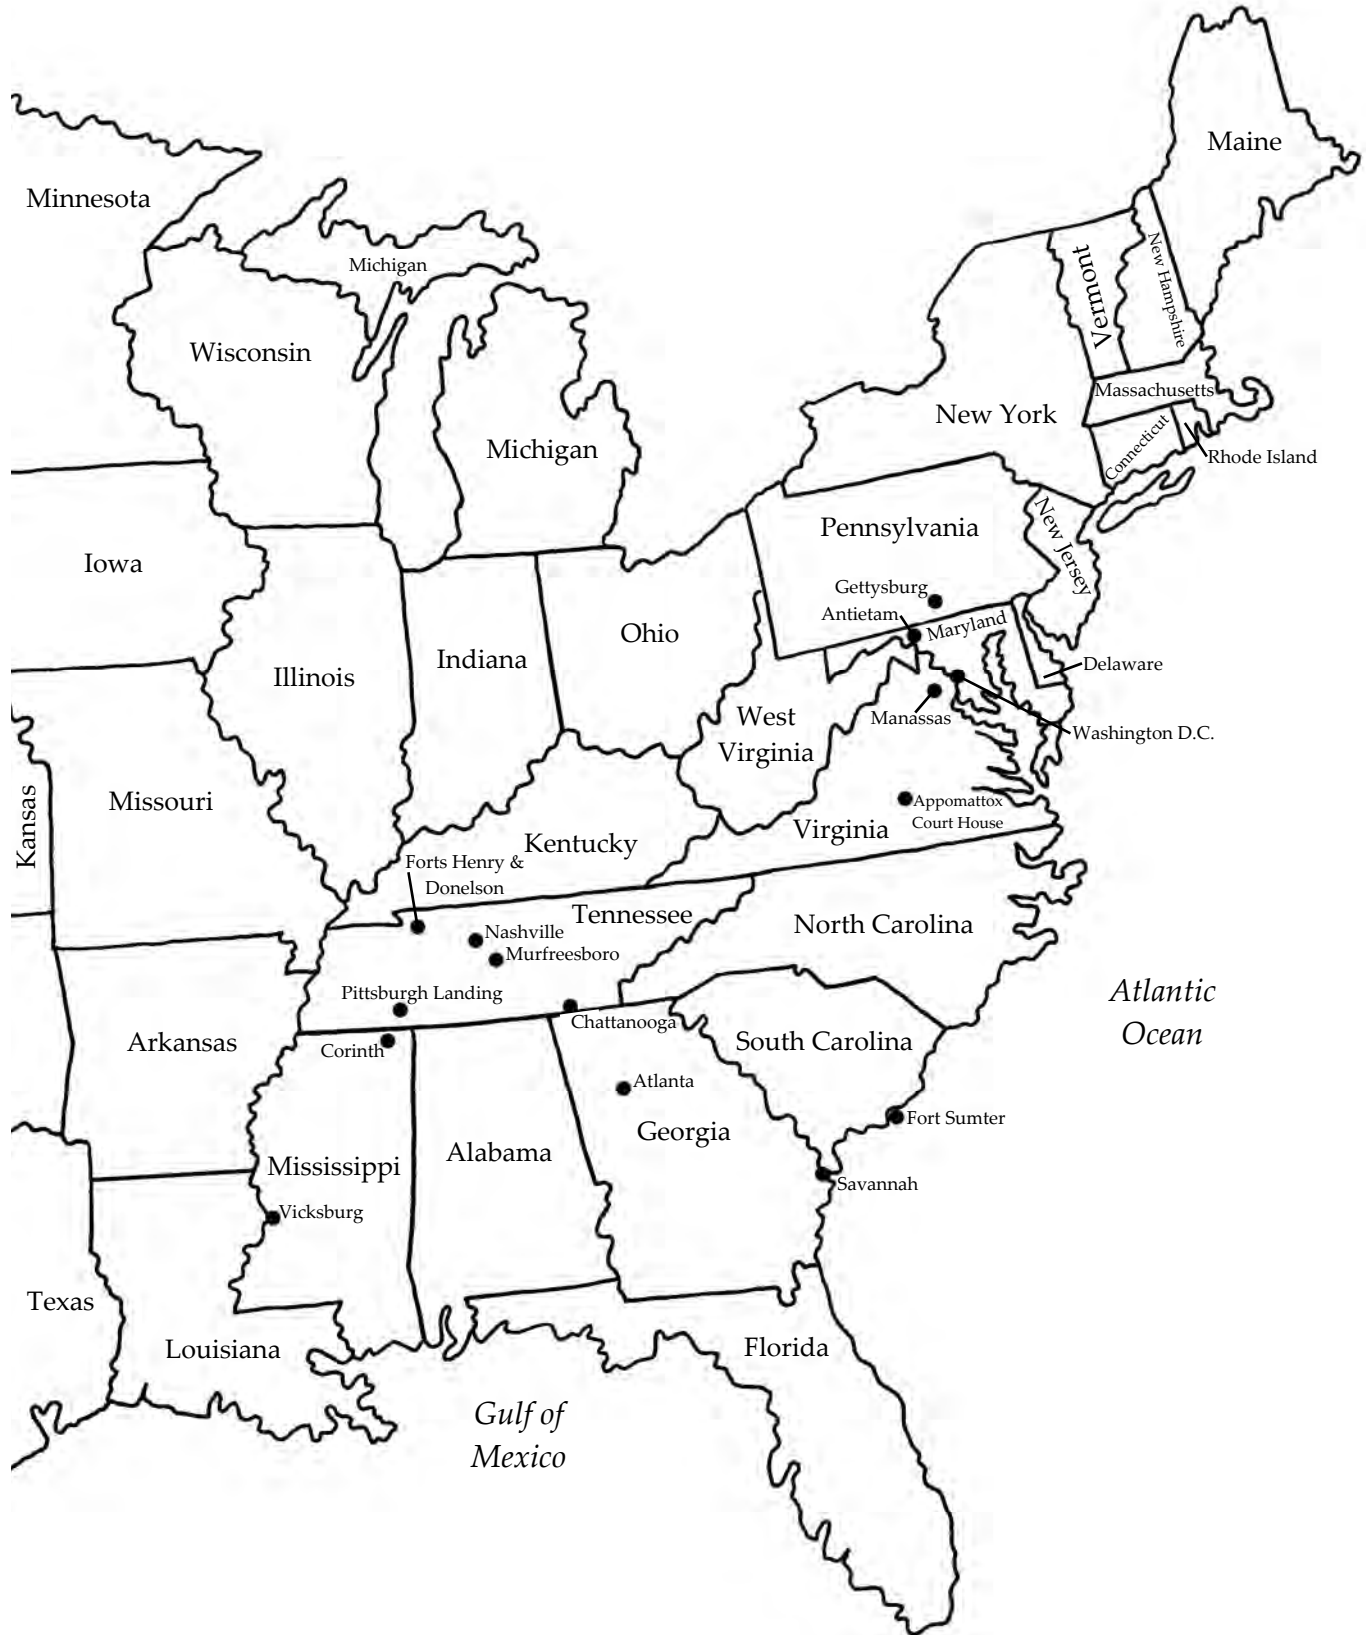 Maine
Minnesota
Michigan
Vermont
New Hampshire
Wisconsin
Massachusetts
New York
Connecticut
Rhode Island
Michigan
Pennsylvania
New Jersey
Iowa
Gettysburg
Antietam
Maryland
Ohio
Indiana
Illinois
Delaware
West
Virginia
Manassas
Washington D.C.
Missouri
Kansas
Appomattox
Court House
Virginia
Kentucky
Forts Henry &
Donelson
Tennessee
North Carolina
Nashville
Murfreesboro
Pittsburgh Landing
Atlantic
Ocean
Chattanooga
Arkansas
Corinth
South Carolina
Atlanta
Georgia
Fort Sumter
Alabama
Mississippi
Savannah
Vicksburg
Texas
Louisiana
Florida
Gulf of
Mexico